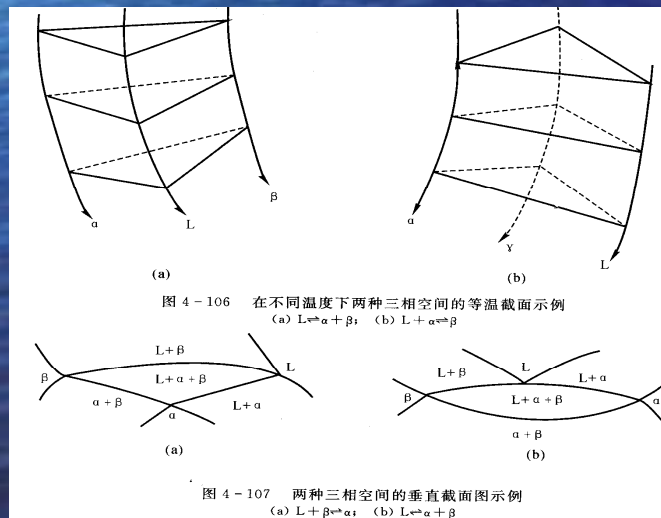 α
L
β
α
γ
L
(a)
(b)
图 4-106 在不同温度下两种三相空间的等温截面示例
(a) L⇌α+β; (b) L+α⇌β
L+β
β
L+α+β
L
α+β
α
L+α
(a)
L+β
L
L+α
β
L+α+β
α
α+β
(b)
图 4-107 两种三相空间的垂直截面图示例
(a) L+β⇌α; (b) L⇌α+β